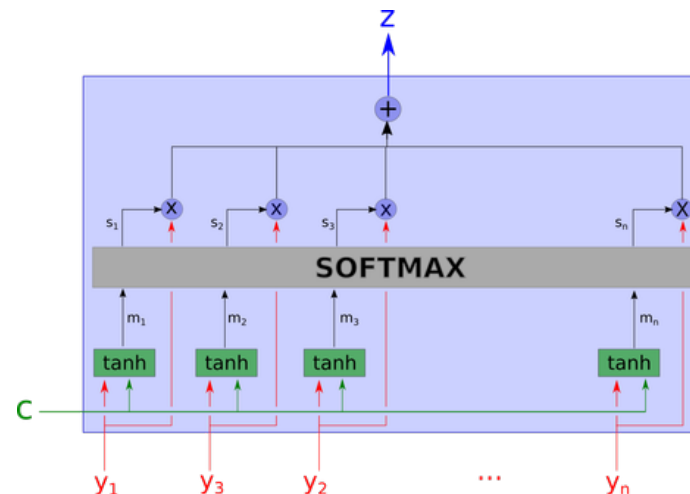 z
+
x x x x
s₁ s₂ s₃ sₙ
SOFTMAX
m₁ m₂ m₃ mₙ
tanh tanh tanh tanh
C
y₁ y₃ y₂ ... yₙ